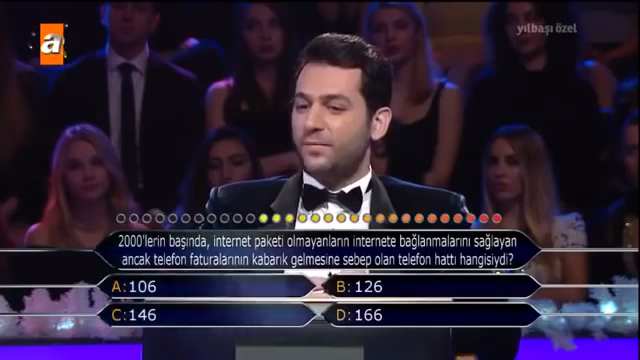 atv
yılbaşı özel
2000'lerin başında, internet paketi olmayanların internete bağlanmalarını sağlayan
ancak telefon faturalarının kabarık gelmesine sebep olan telefon hattı hangisiydi?
A: 106
B: 126
C: 146
D: 166